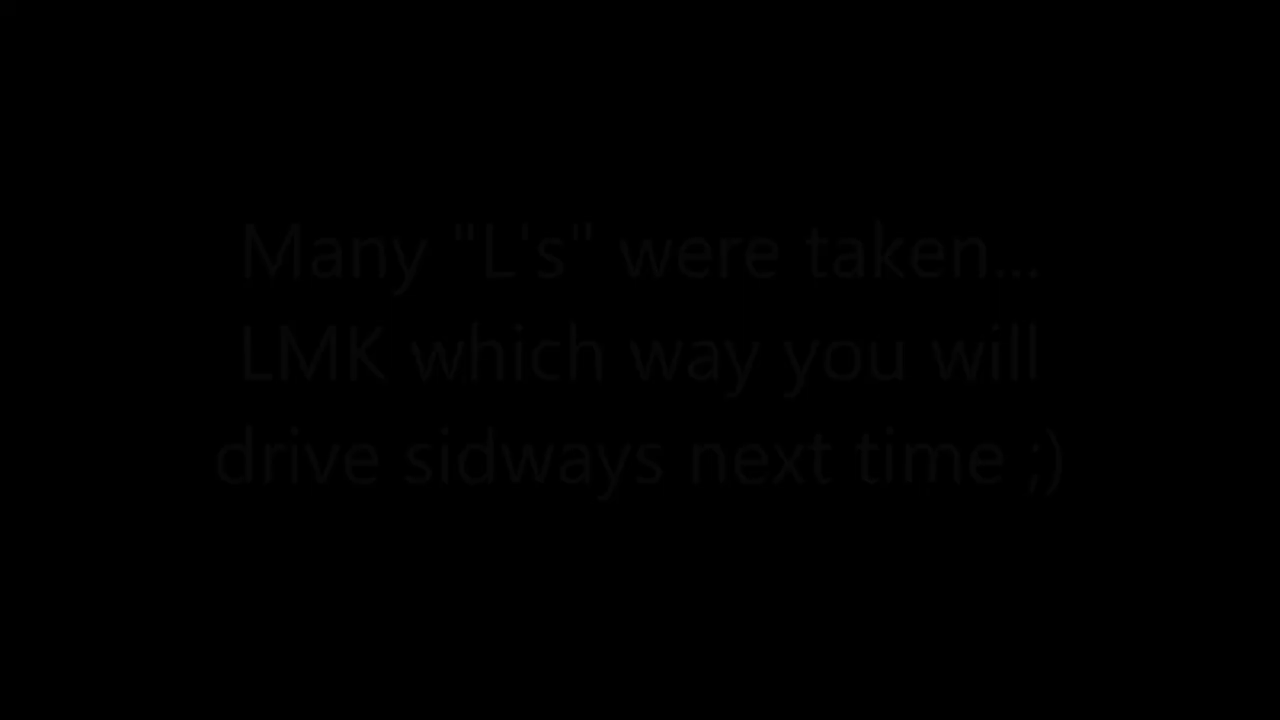 Many "L's" were taken...
LMK which way you will
drive sidways next time ;)